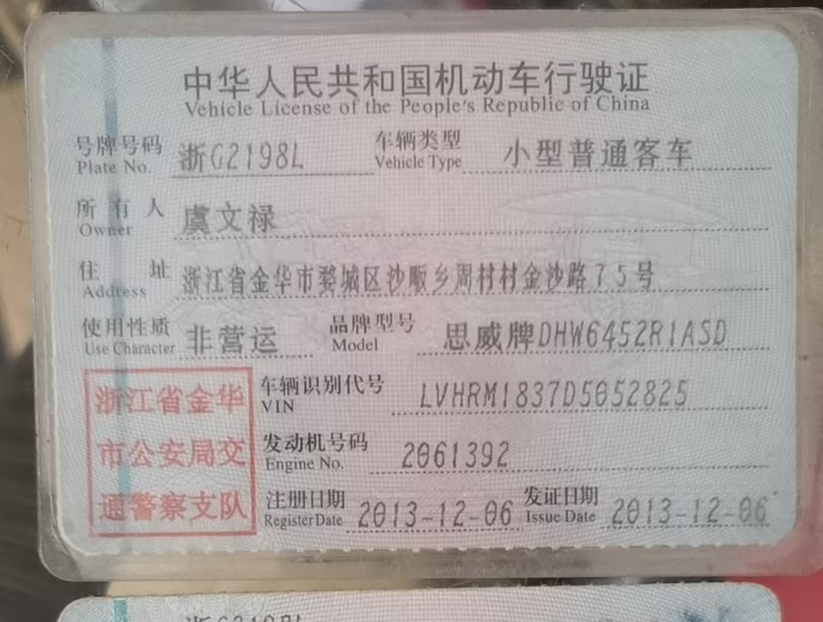 中华人民共和国机动车行驶证
Vehicle License of the People's Republic of China
号牌号码 浙G2198L 车辆类型 小型普通客车
Plate No. Vehicle Type
所有人 虞文禄
Owner
住址 浙江省金华市婺城区沙畈乡周村村金沙路75号
Address
使用性质 非营运 品牌型号 思威牌DHW6452R1ASD
Use Character Model
浙江省金华
市公安局交
通警察支队
车辆识别代号 LVHRM1837D5052825
VIN
发动机号码 2061392
Engine No.
注册日期 2013-12-06 发证日期 2013-12-06
Register Date Issue Date
浙G2198L